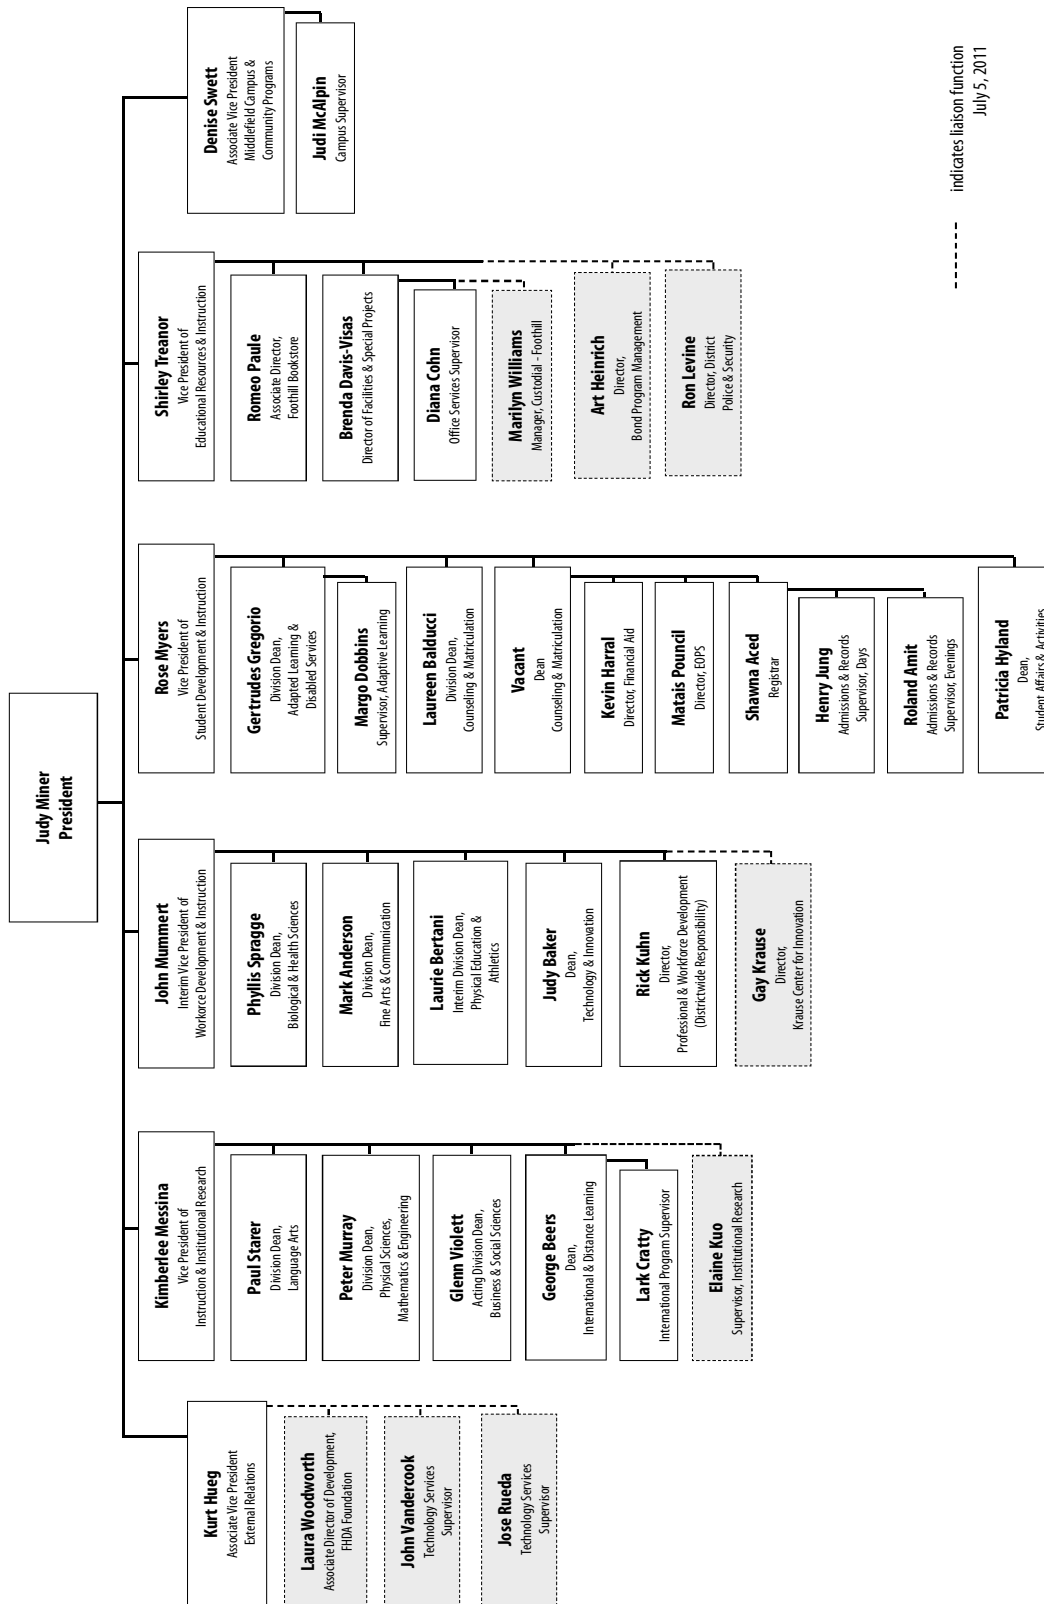 Judy Miner
President
Kurt Hueg
Associate Vice President
External Relations
Laura Woodworth
Associate Director of Development,
FHDA Foundation
John Vandercook
Technology Services
Supervisor
Jose Rueda
Technology Services
Supervisor
Kimberlee Messina
Vice President of
Instruction & Institutional Research
Paul Starer
Division Dean,
Language Arts
Peter Murray
Division Dean,
Physical Sciences,
Mathematics & Engineering
Glenn Violett
Acting Division Dean,
Business & Social Sciences
George Beers
Dean,
International & Distance Learning
Lark Cratty
International Program Supervisor
Elaine Kuo
Supervisor, Institutional Research
John Mummert
Interim Vice President of
Workforce Development & Instruction
Phyllis Spragge
Division Dean,
Biological & Health Sciences
Mark Anderson
Division Dean,
Fine Arts & Communication
Laurie Bertani
Interim Division Dean,
Physical Education &
Athletics
Judy Baker
Dean,
Technology & Innovation
Rick Kuhn
Director,
Professional & Workforce Development
(Districtwide Responsibility)
Gay Krause
Director,
Krause Center for Innovation
Rose Myers
Vice President of
Student Development & Instruction
Gertrudes Gregorio
Division Dean,
Adapted Learning &
Disabled Services
Margo Dobbins
Supervisor, Adaptive Learning
Laureen Balducci
Division Dean,
Counseling & Matriculation
Vacant
Dean
Counseling & Matriculation
Kevin Harral
Director, Financial Aid
Matais Pouncil
Director, EOPS
Shawna Aced
Registrar
Henry Jung
Admissions & Records
Supervisor, Days
Roland Amit
Admissions & Records
Supervisor, Evenings
Patricia Hyland
Dean,
Student Affairs & Activities
Shirley Treanor
Vice President of
Educational Resources & Instruction
Romeo Paule
Associate Director,
Foothill Bookstore
Brenda Davis-Visas
Director of Facilities & Special Projects
Diana Cohn
Office Services Supervisor
Marilyn Williams
Manager, Custodial - Foothill
Art Heinrich
Director,
Bond Program Management
Ron Levine
Director, District
Police & Security
Denise Swett
Associate Vice President
Middlefield Campus &
Community Programs
Judi McAlpin
Campus Supervisor
indicates liaison function
July 5, 2011